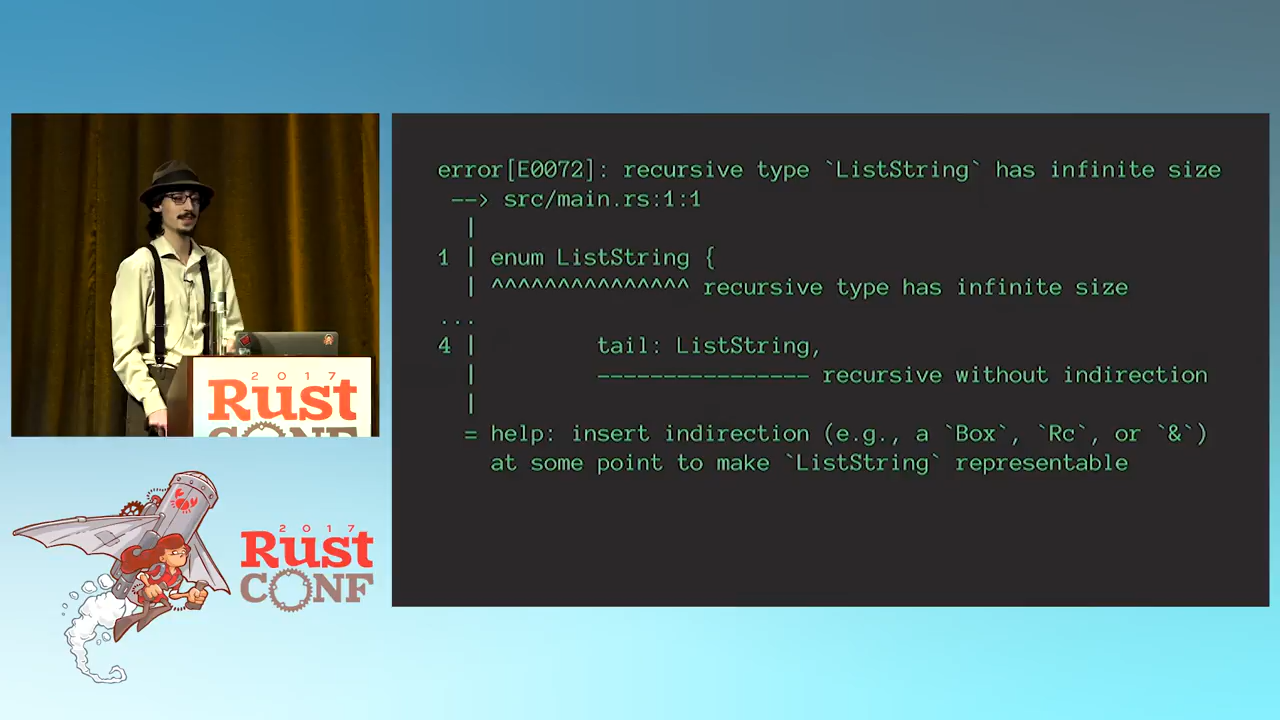 error[E0072]: recursive type `ListString` has infinite size
--> src/main.rs:1:1
|
1 | enum ListString {
| ^^^^^^^^^^^^^^^ recursive type has infinite size
...
4 | tail: ListString,
| ---------------- recursive without indirection
|
= help: insert indirection (e.g., a `Box`, `Rc`, or `&`)
at some point to make `ListString` representable
2017
Rust
CONF
2017
Rust
CONF